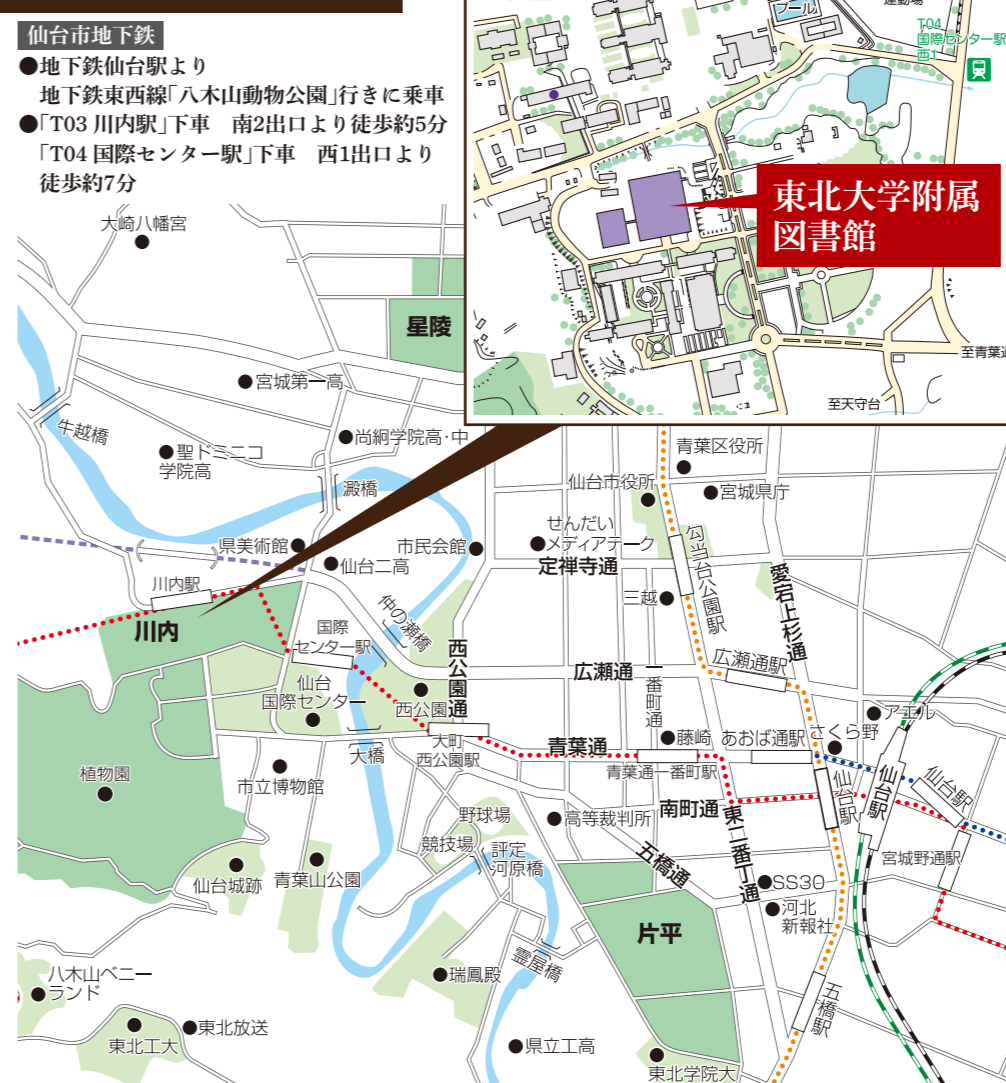 仙台市地下鉄
●地下鉄仙台駅より
地下鉄東西線「八木山動物公園」行きに乗車
●「T03 川内駅」下車　南2出口より徒歩約5分
「T04 国際センター駅」下車　西1出口より
徒歩約7分
プール
T04
国際センター駅
西1
東北大学附属
図書館
至青葉通
至天守台
大崎八幡宮
星陵
宮城第一高
牛越橋
聖ドミニコ
学院高
尚絅学院高・中
澱橋
青葉区役所
仙台市役所
宮城県庁
県美術館
仙台二高
市民会館
せんだい
メディアテーク
定禅寺通
勾当台公園駅
愛宕上杉通
三越
川内駅
川内
国際
センター駅
仲の瀬橋
西公園通
仙台
国際センター
西公園
広瀬通
一番町通
広瀬通駅
アエル
大橋
大町
西公園駅
青葉通
藤崎
あおば通駅
さくら野
青葉通一番町駅
仙台駅
仙台駅
仙台駅
植物園
市立博物館
野球場
高等裁判所
南町通
東二番丁通
宮城野通駅
競技場
評定
河原橋
五橋通
仙台城跡
青葉山公園
SS30
河北
新報社
片平
霊屋橋
瑞鳳殿
八木山ベニー
ランド
五橋駅
東北放送
東北工大
県立工高
東北学院大